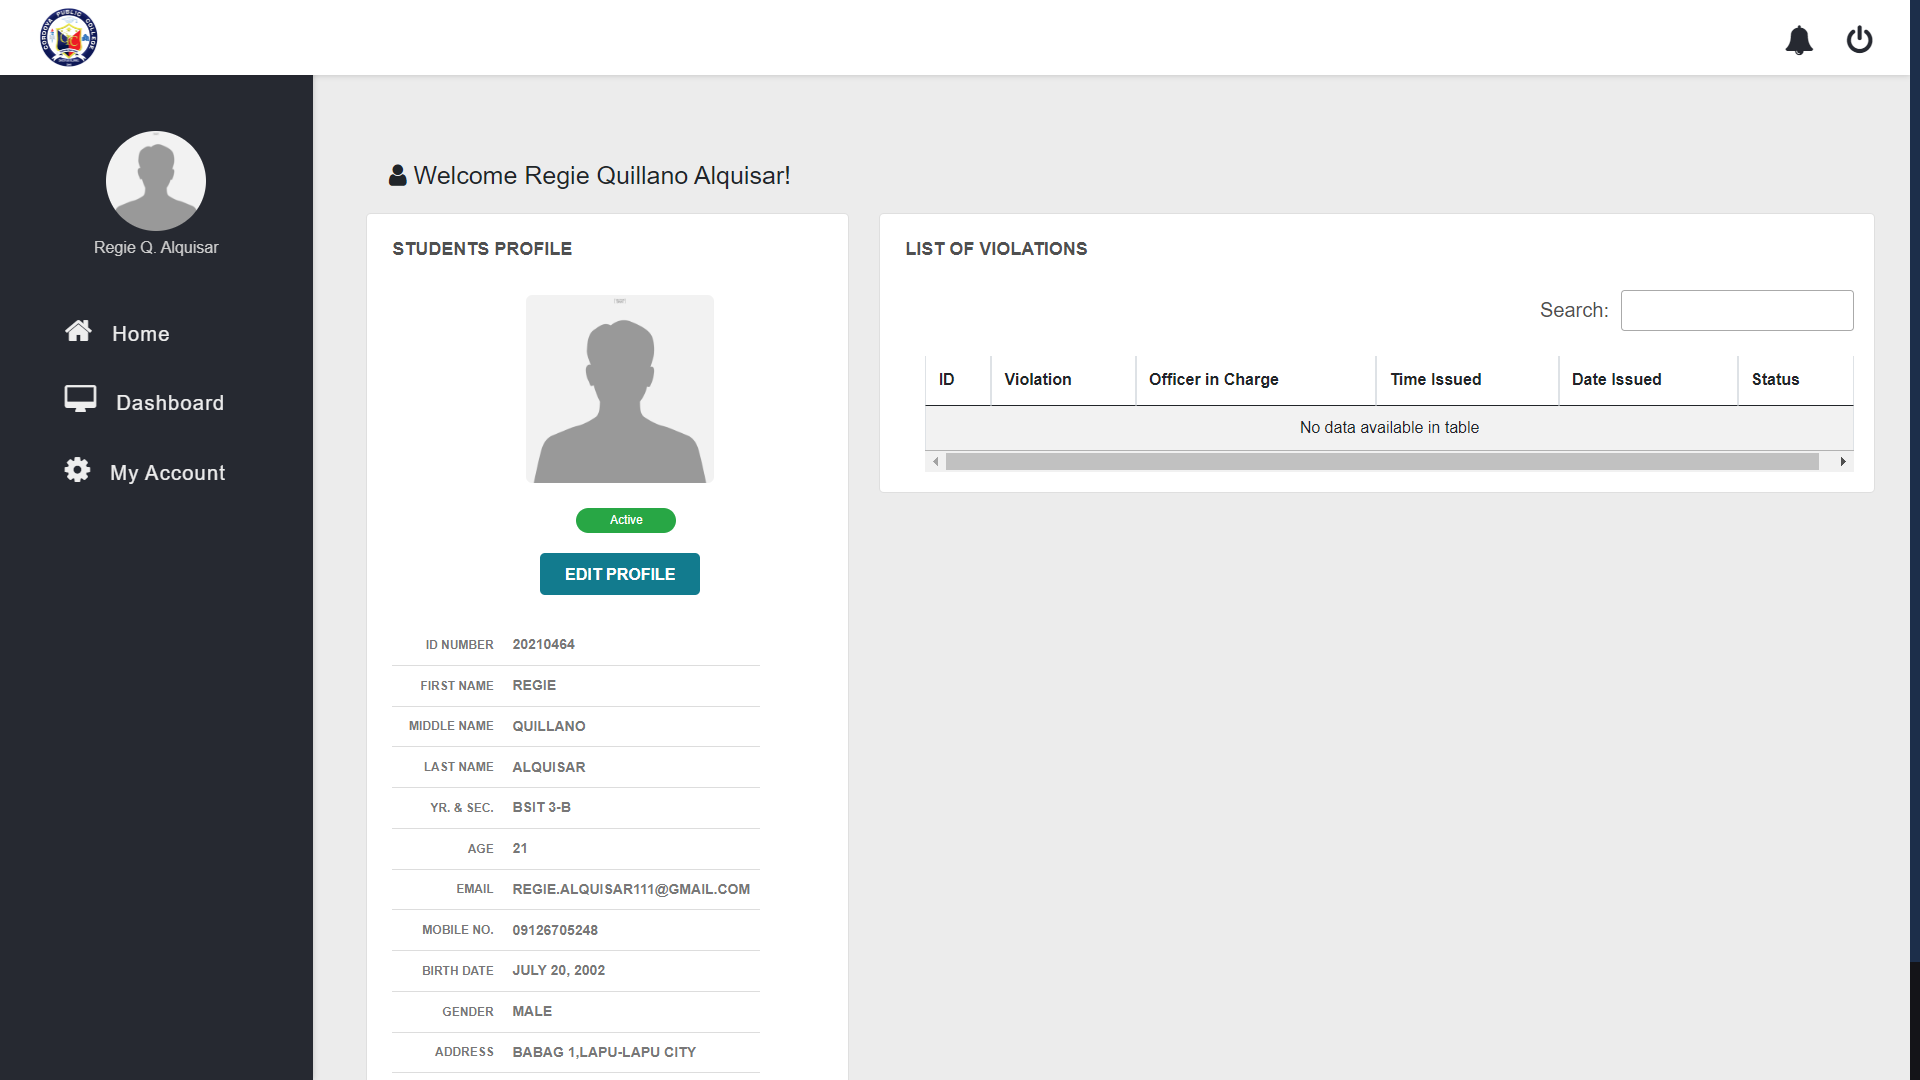 CORDOVA PUBLIC COLLEGE
Regie Q. Alquisar
Home
Dashboard
My Account
Welcome Regie Quillano Alquisar!
STUDENTS PROFILE
Active
EDIT PROFILE
ID NUMBER 20210464
FIRST NAME REGIE
MIDDLE NAME QUILLANO
LAST NAME ALQUISAR
YR. & SEC. BSIT 3-B
AGE 21
EMAIL REGIE.ALQUISAR111@GMAIL.COM
MOBILE NO. 09126705248
BIRTH DATE JULY 20, 2002
GENDER MALE
ADDRESS BABAG 1,LAPU-LAPU CITY
LIST OF VIOLATIONS
Search:
ID Violation Officer in Charge Time Issued Date Issued Status
No data available in table